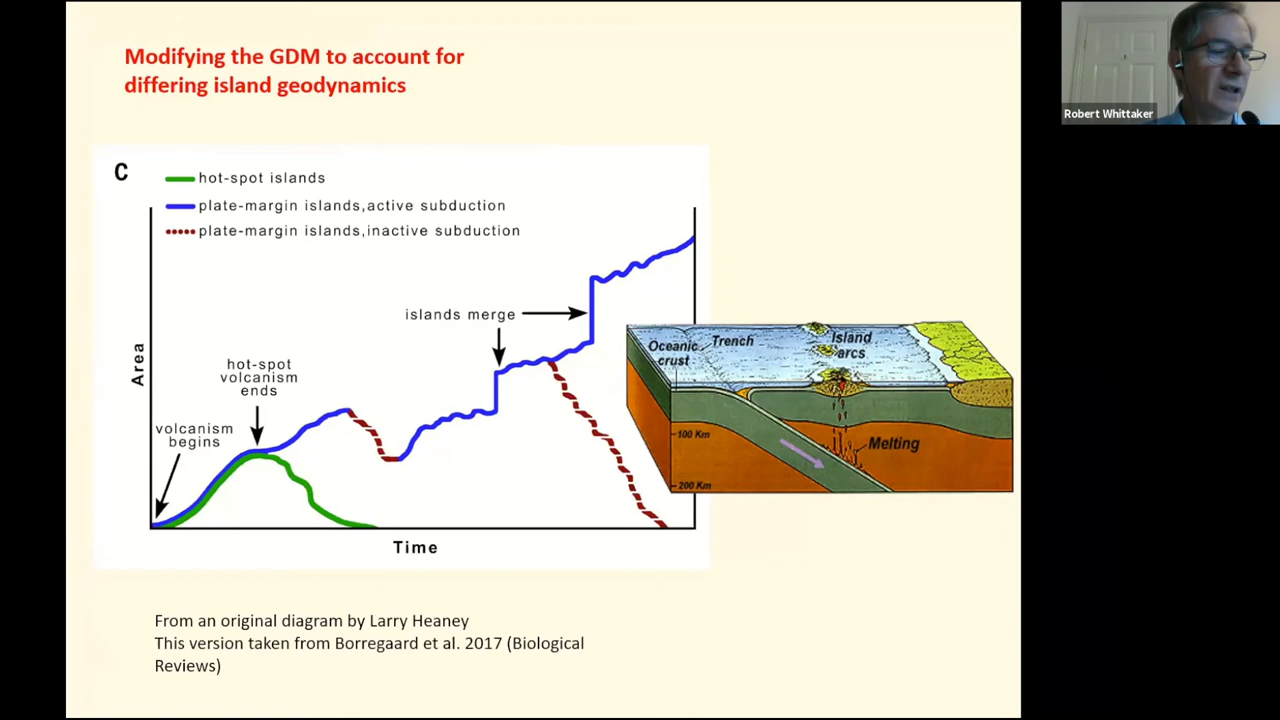 Modifying the GDM to account for
differing island geodynamics
Robert Whittaker
C
hot-spot islands
plate-margin islands,active subduction
plate-margin islands,inactive subduction
islands merge
hot-spot
volcanism
ends
volcanism
begins
Area
Time
Oceanic
crust
Trench
Island
arcs
100 Km
Melting
200 Km
From an original diagram by Larry Heaney
This version taken from Borregaard et al. 2017 (Biological
Reviews)